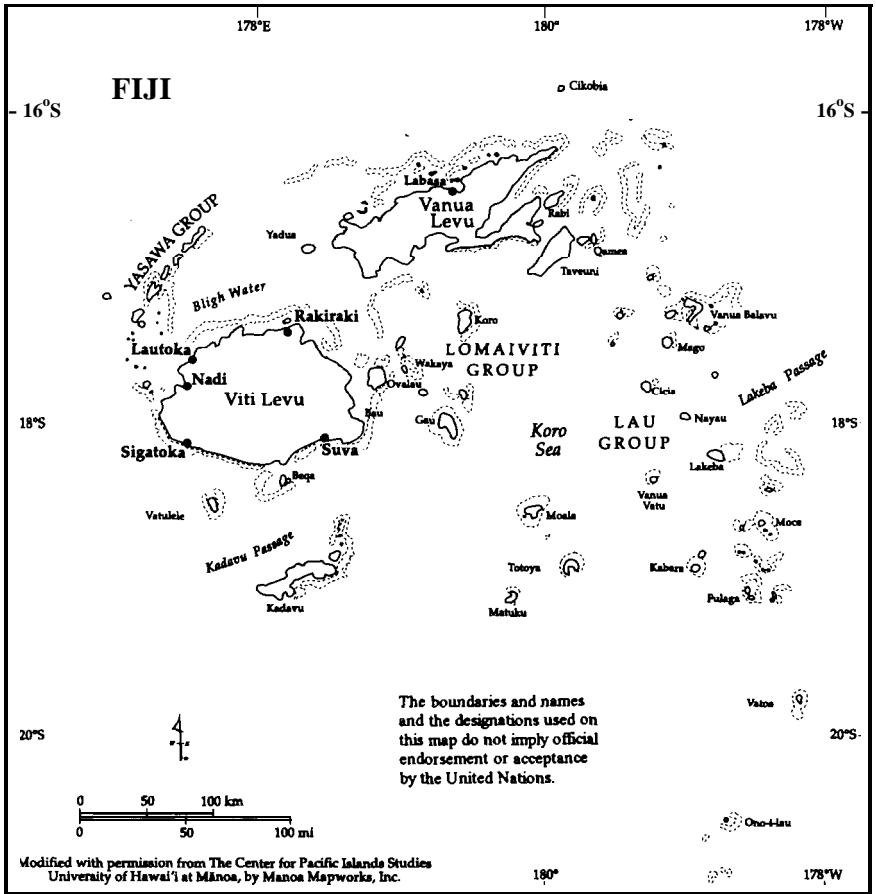 178°E
180°
178°W
FIJI
Cikobia
16°S
16°S
Labasa
Vanua
Levu
Rabi
YASAWA GROUP
Yadua
Qamea
Taveuni
Bligh Water
Rakiraki
Koro
Vanua Balavu
Lautoka
LOMAIVITI
GROUP
Mago
Wakaya
Nadi
Ovalau
Lakeba Passage
Viti Levu
Cicia
Bau
Gau
Nayau
18°S
LAU
GROUP
18°S
Koro
Sea
Sigatoka
Suva
Lakeba
Beqa
Vanua
Vatu
Vatulele
Moala
Moce
Kadavu Passage
Totoya
Kabara
Kadavu
Matuku
Fulaga
The boundaries and names
and the designations used on
this map do not imply official
endorsement or acceptance
by the United Nations.
Vatoa
20°S
20°S
0 50 100 km
0 50 100 mi
Ono-i-lau
Modified with permission from The Center for Pacific Islands Studies
University of Hawai'i at Mānoa, by Manoa Mapworks, Inc.
180°
178°W